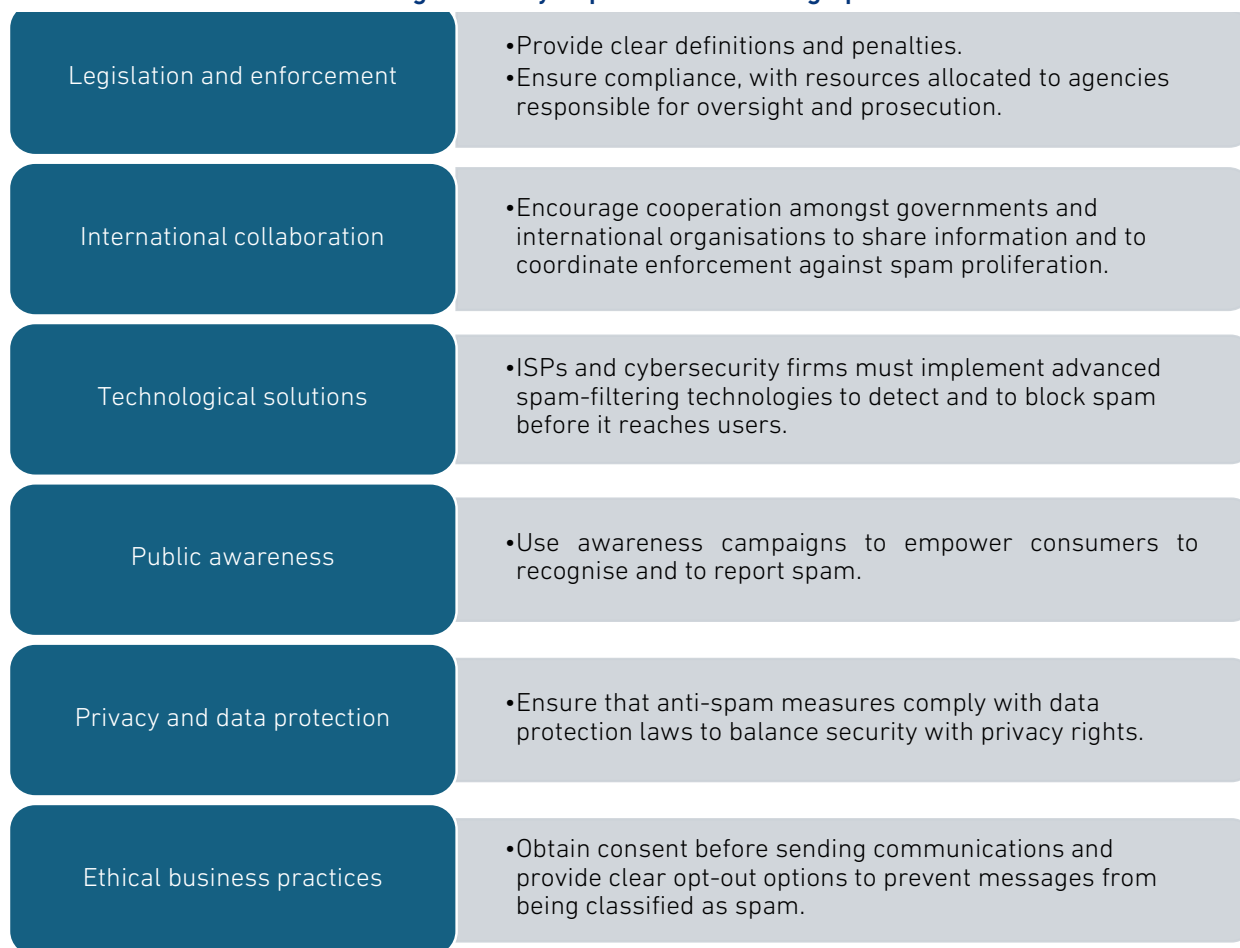 Legislation and enforcement
•Provide clear definitions and penalties.
•Ensure compliance, with resources allocated to agencies
responsible for oversight and prosecution.
International collaboration
•Encourage cooperation amongst governments and
international organisations to share information and to
coordinate enforcement against spam proliferation.
Technological solutions
•ISPs and cybersecurity firms must implement advanced
spam-filtering technologies to detect and to block spam
before it reaches users.
Public awareness
•Use awareness campaigns to empower consumers to
recognise and to report spam.
Privacy and data protection
•Ensure that anti-spam measures comply with data
protection laws to balance security with privacy rights.
Ethical business practices
•Obtain consent before sending communications and
provide clear opt-out options to prevent messages from
being classified as spam.